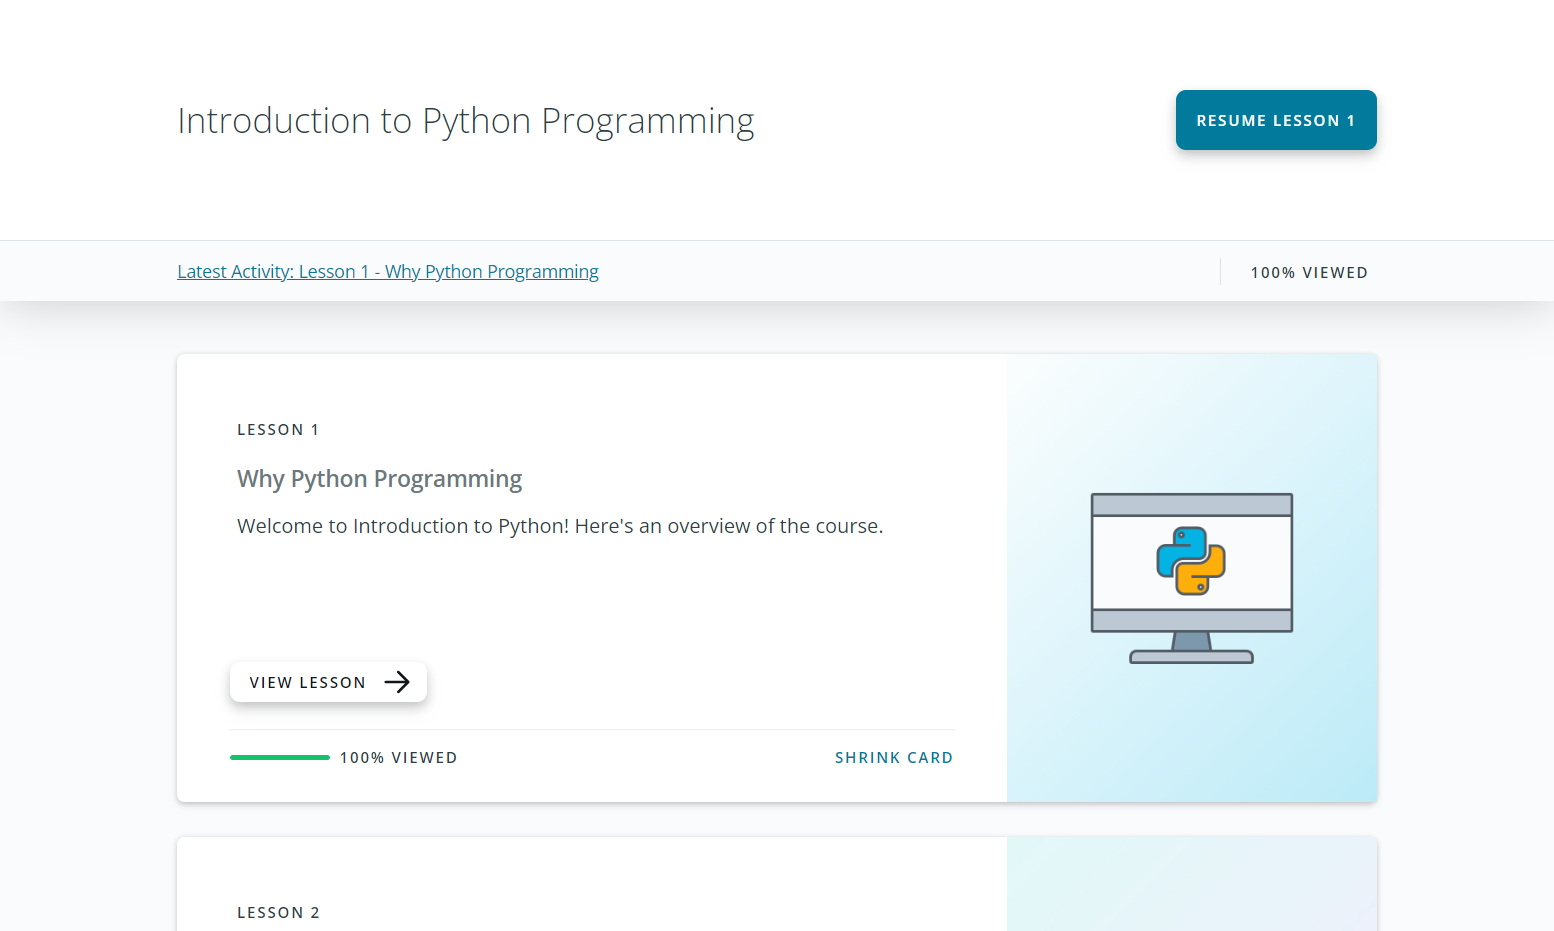 Introduction to Python Programming
RESUME LESSON 1
Latest Activity: Lesson 1 - Why Python Programming
100% VIEWED
LESSON 1
Why Python Programming
Welcome to Introduction to Python! Here's an overview of the course.
VIEW LESSON
100% VIEWED
SHRINK CARD
LESSON 2